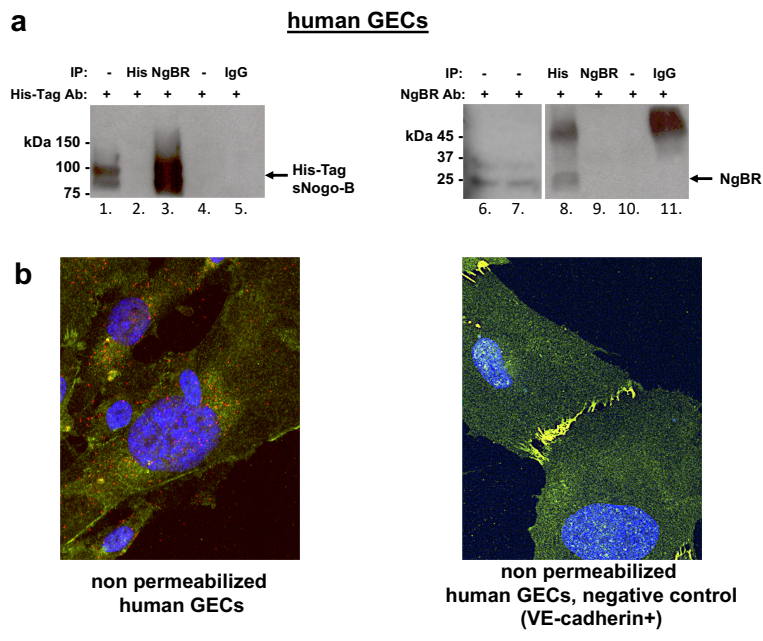 a
human GECs
IP: - His NgBR - IgG
His-Tag Ab: + + + + +
kDa 150 -
100 -
75 -
His-Tag
sNogo-B
1. 2. 3. 4. 5.
IP: - - His NgBR - IgG
NgBR Ab: + + + + + +
kDa 45 -
37 -
25 -
NgBR
6. 7. 8. 9. 10. 11.
b
non permeabilized
human GECs
non permeabilized
human GECs, negative control
(VE-cadherin+)